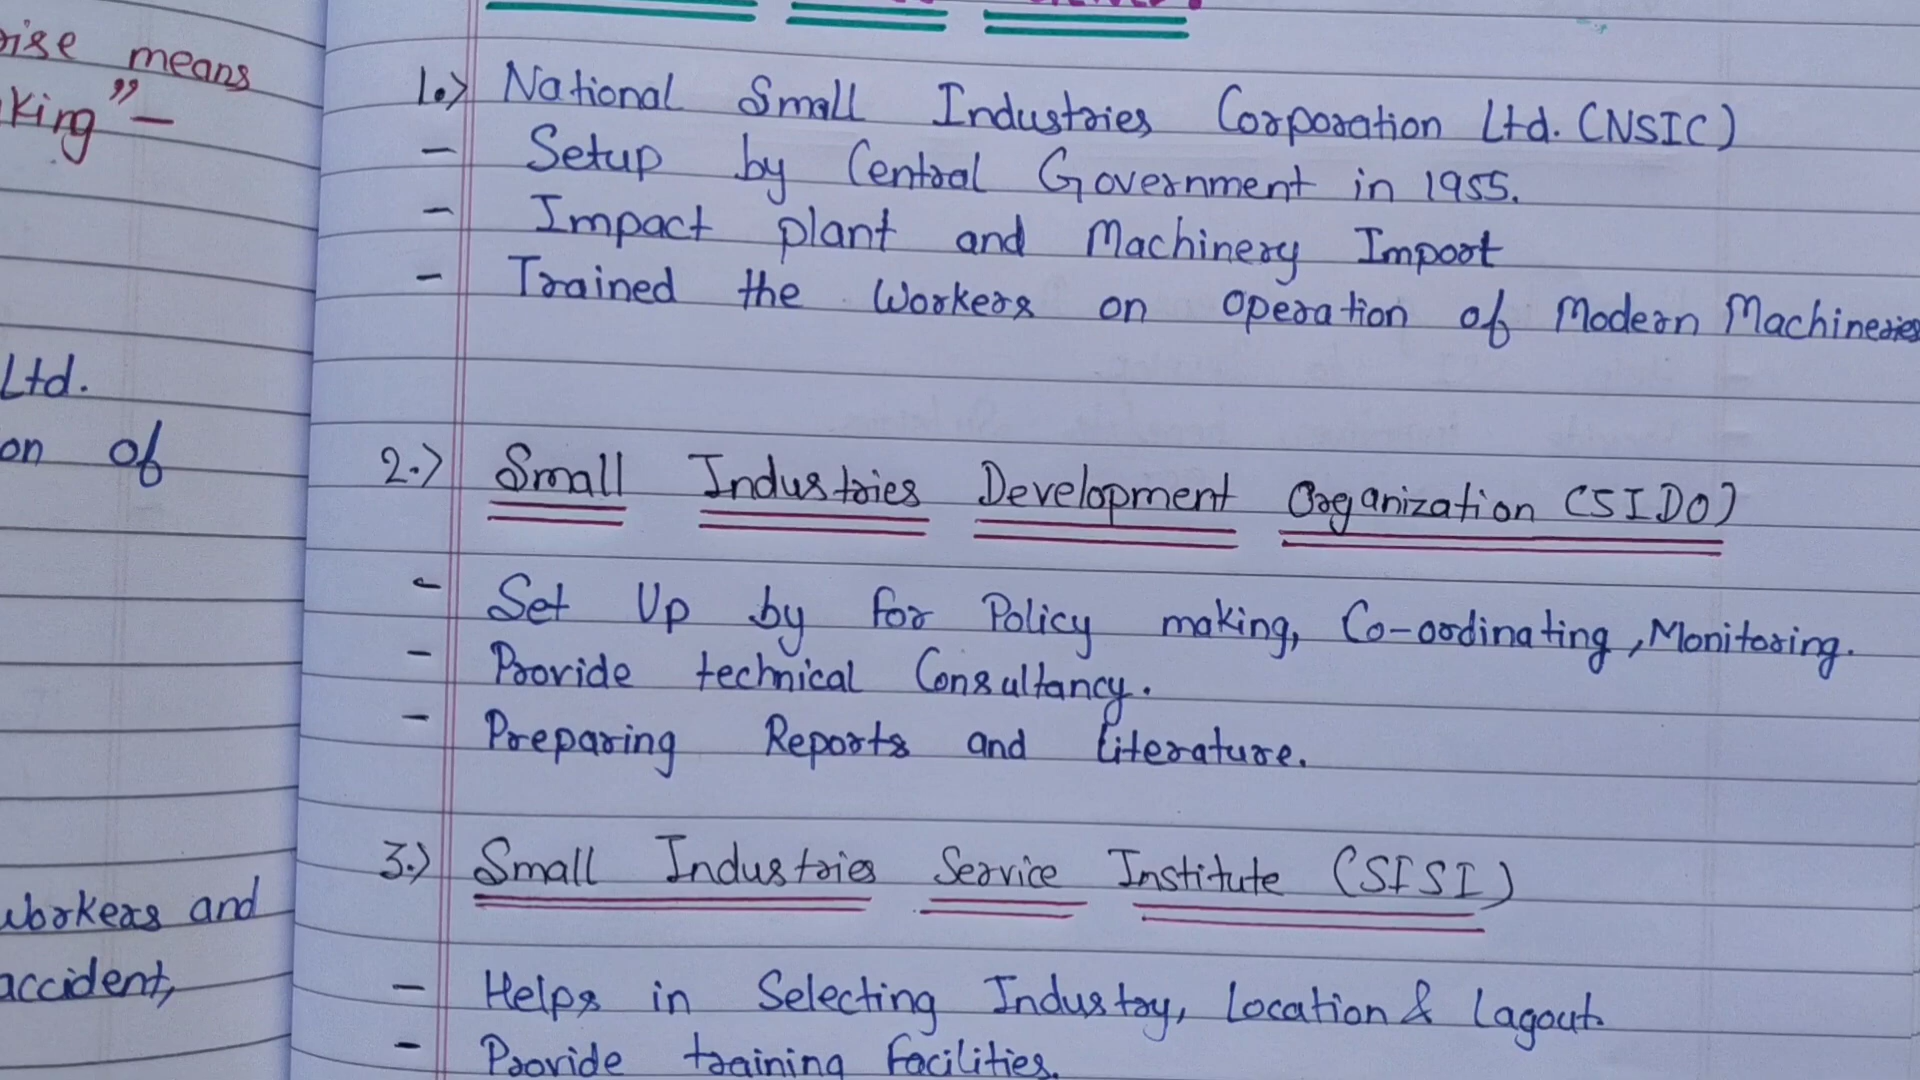 means
king" –
Ltd.
on of
Workers and
accident,
1.) National Small Industries Corporation Ltd. (NSIC)
– Setup by Central Government in 1955.
– Impact plant and Machinery Import
– Trained the Workers on Operation of Modern Machineries
2.) Small Industries Development Organization (SIDO)
– Set Up by For Policy making, Co-ordinating, Monitoring.
– Provide technical Consultancy.
– Preparing Reports and Literature.
3.) Small Industries Service Institute (SISI)
– Helps in Selecting Industry, Location & Lagout.
– Provide training Facilities.